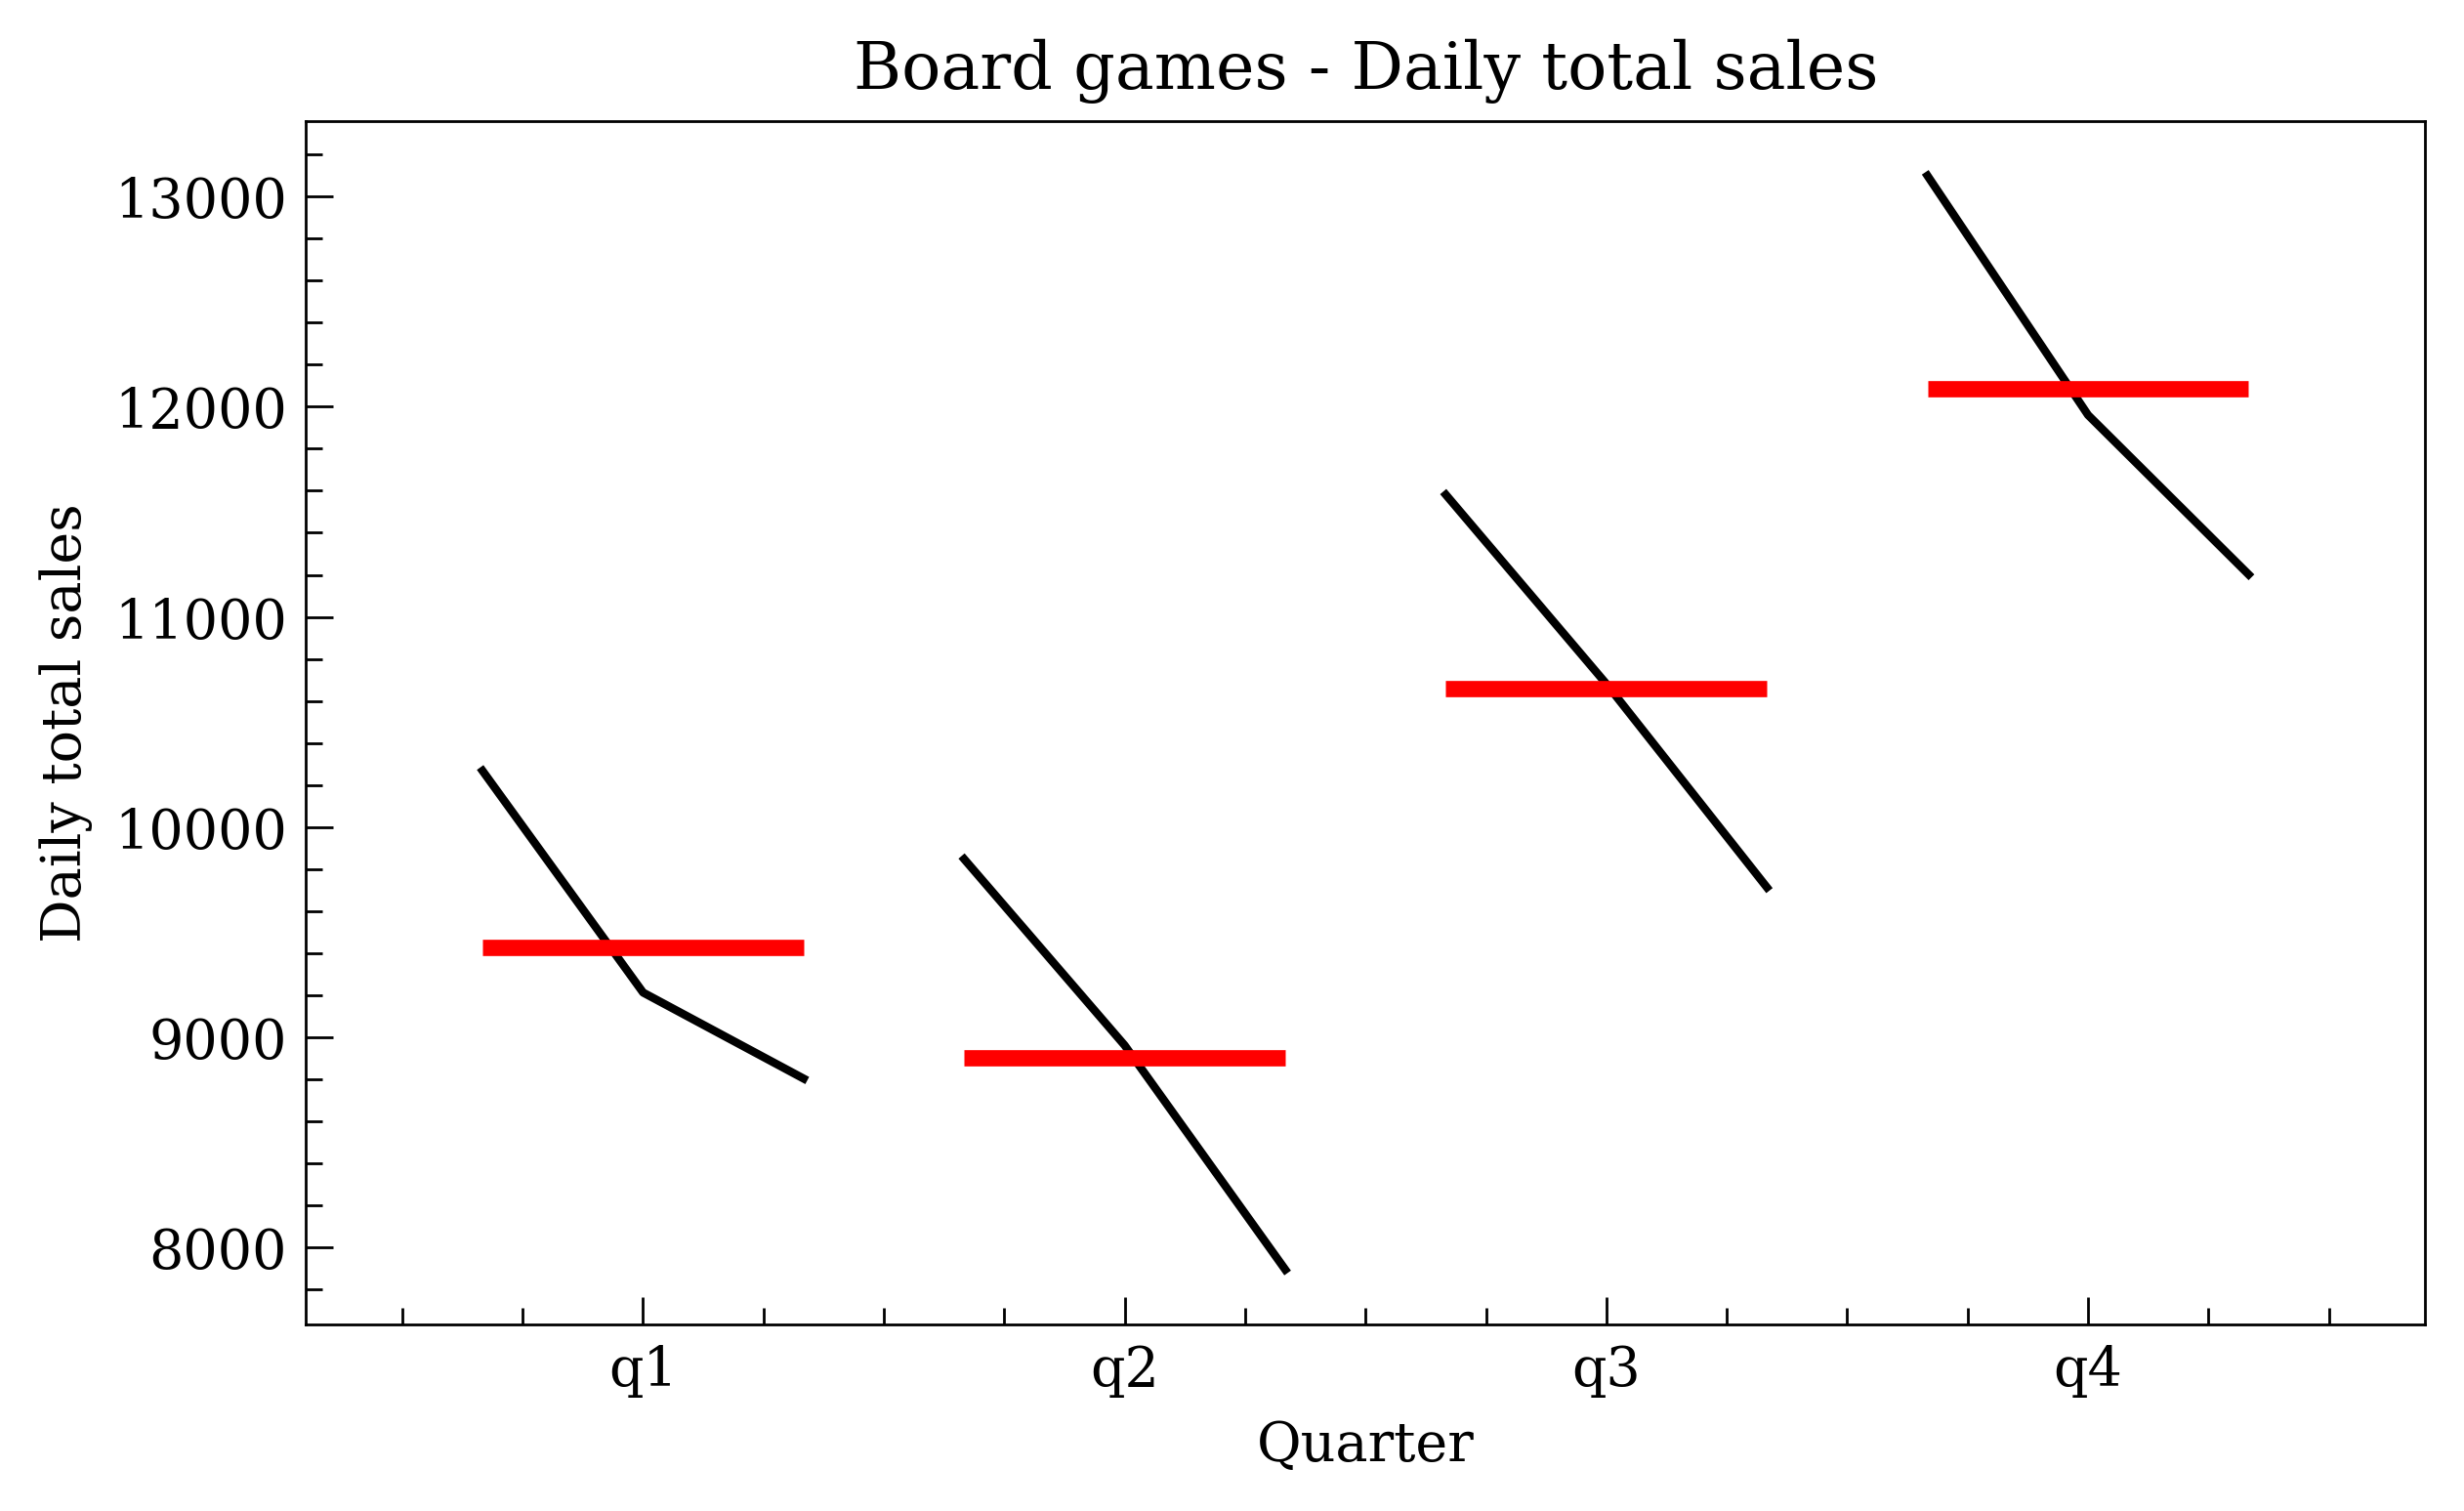 Board games - Daily total sales
Daily total sales
13000
12000
11000
10000
9000
8000
q1 q2 q3 q4
Quarter